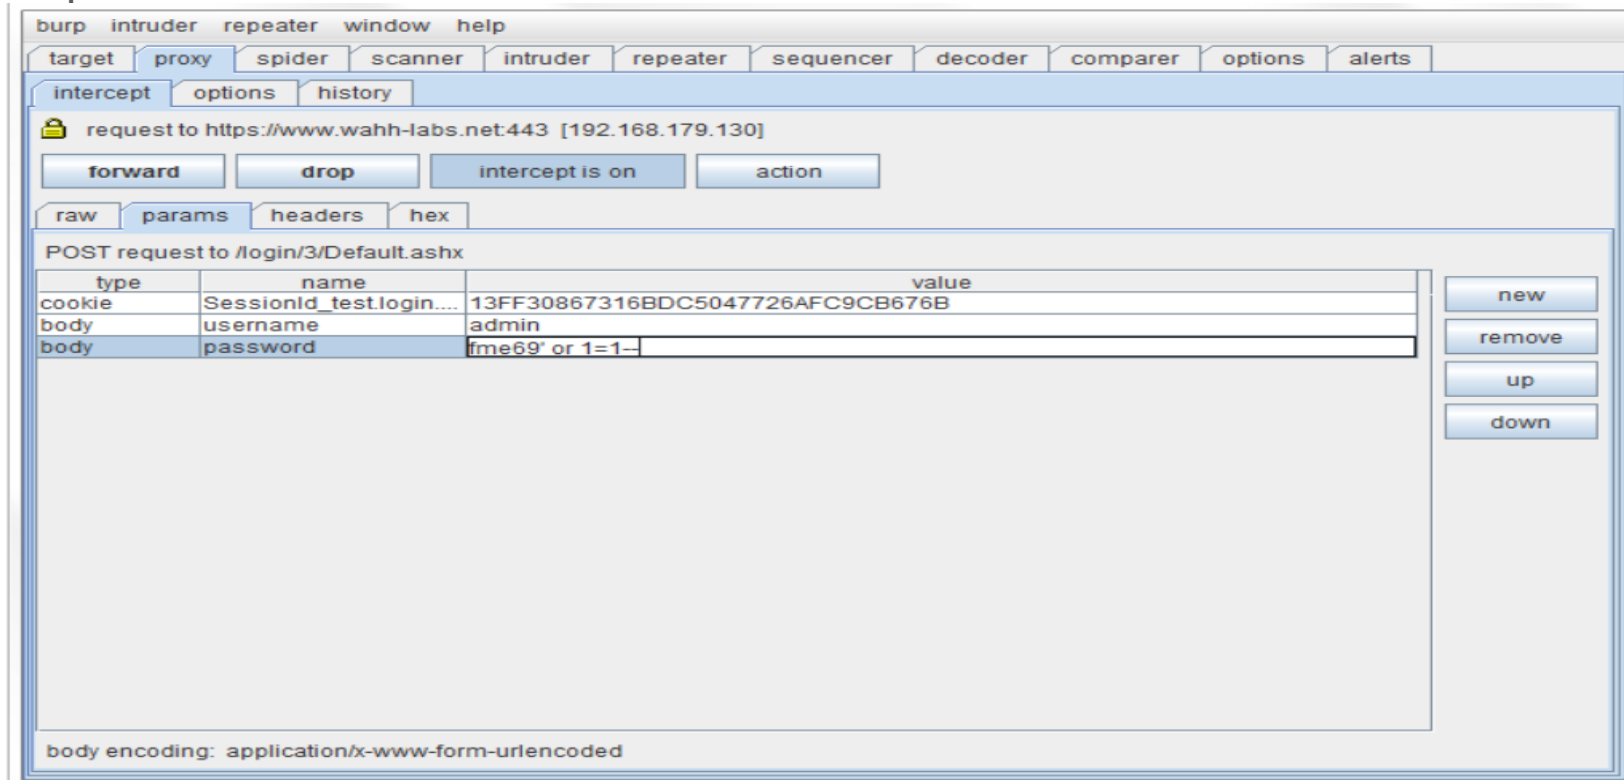 burp intruder repeater window help
target proxy spider scanner intruder repeater sequencer decoder comparer options alerts
intercept options history
request to https://www.wahh-labs.net:443 [192.168.179.130]
forward drop intercept is on action
raw params headers hex
POST request to /login/3/Default.ashx
type name value
cookie SessionId_test.login.... 13FF30867316BDC5047726AFC9CB676B
body username admin
body password fme69' or 1=1--
new
remove
up
down
body encoding: application/x-www-form-urlencoded